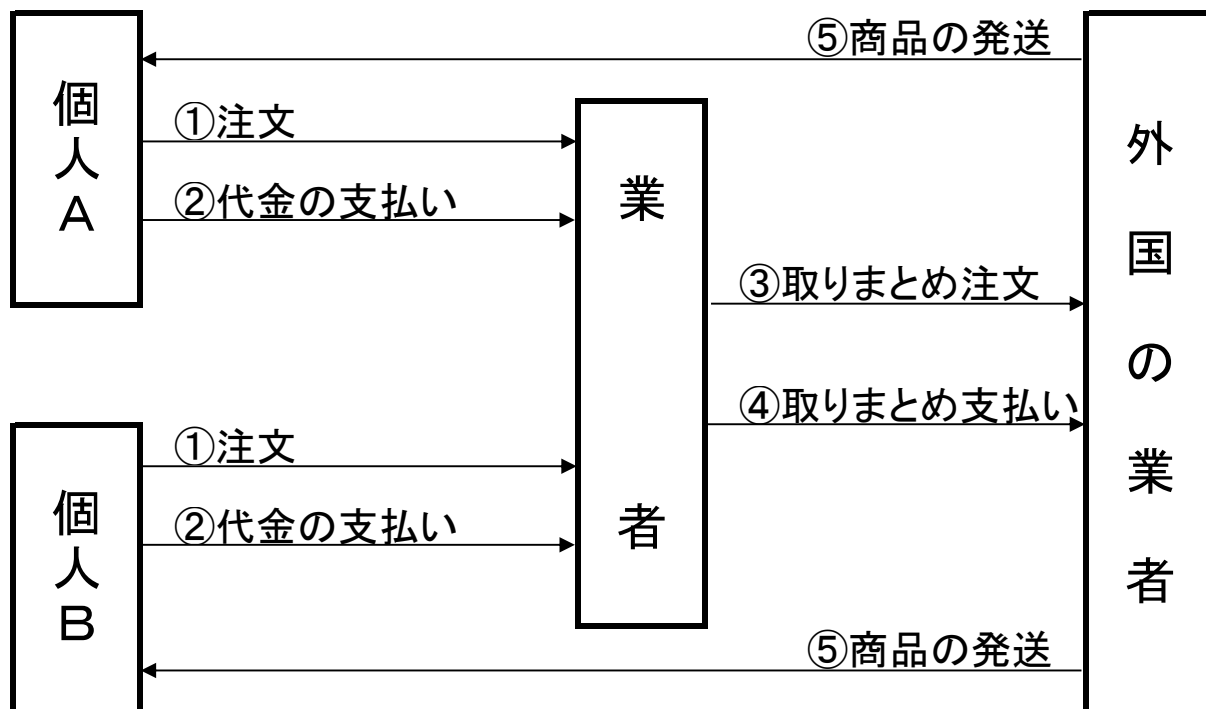 ⑤商品の発送
個人A
①注文
②代金の支払い
業者
外国の業者
③取りまとめ注文
④取りまとめ支払い
個人B
①注文
②代金の支払い
⑤商品の発送